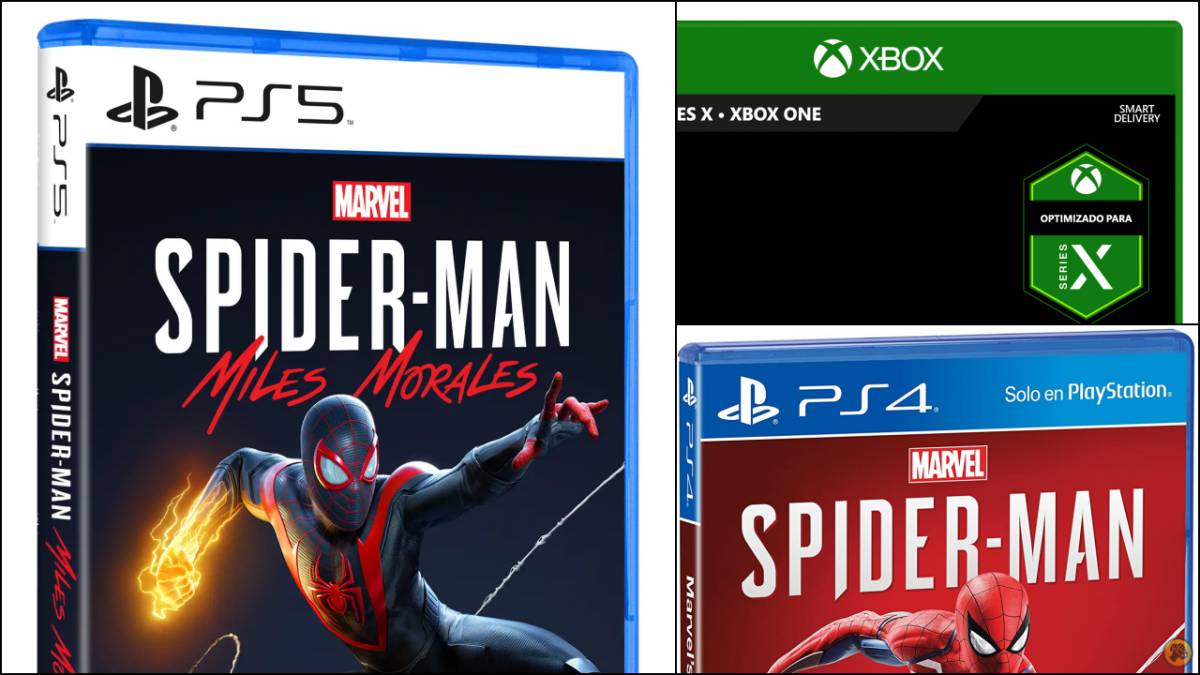 PS5
PS5
MARVEL
SPIDER-MAN
MILES MORALES
MARVEL SPIDER-MAN MILES MO
XBOX
ES X • XBOX ONE
SMART
DELIVERY
OPTIMIZADO PARA
SERIES X
PS4
Solo en PlayStation
PS4
MARVEL
SPIDER-MAN
Marvel's